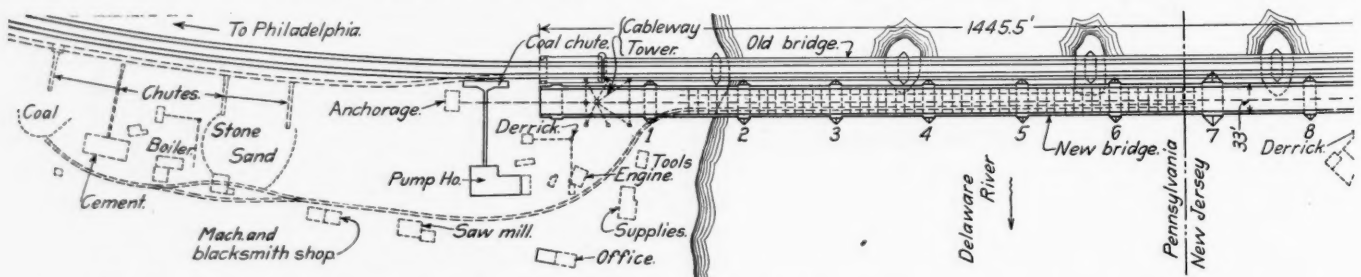 To Philadelphia.
Coal chute.
Cableway
Tower.
Old bridge.
1445.5'
Chutes.
Coal
Anchorage.
Stone
Sand
Boiler.
Derrick.
1
2
3
4
5
6
7
8
33'
New bridge.
Derrick.
Tools
Engine.
Pump Ho.
Cement.
Supplies.
Saw mill.
Mach. and
blacksmith shop.
Office.
Delaware
River
Pennsylvania
New Jersey